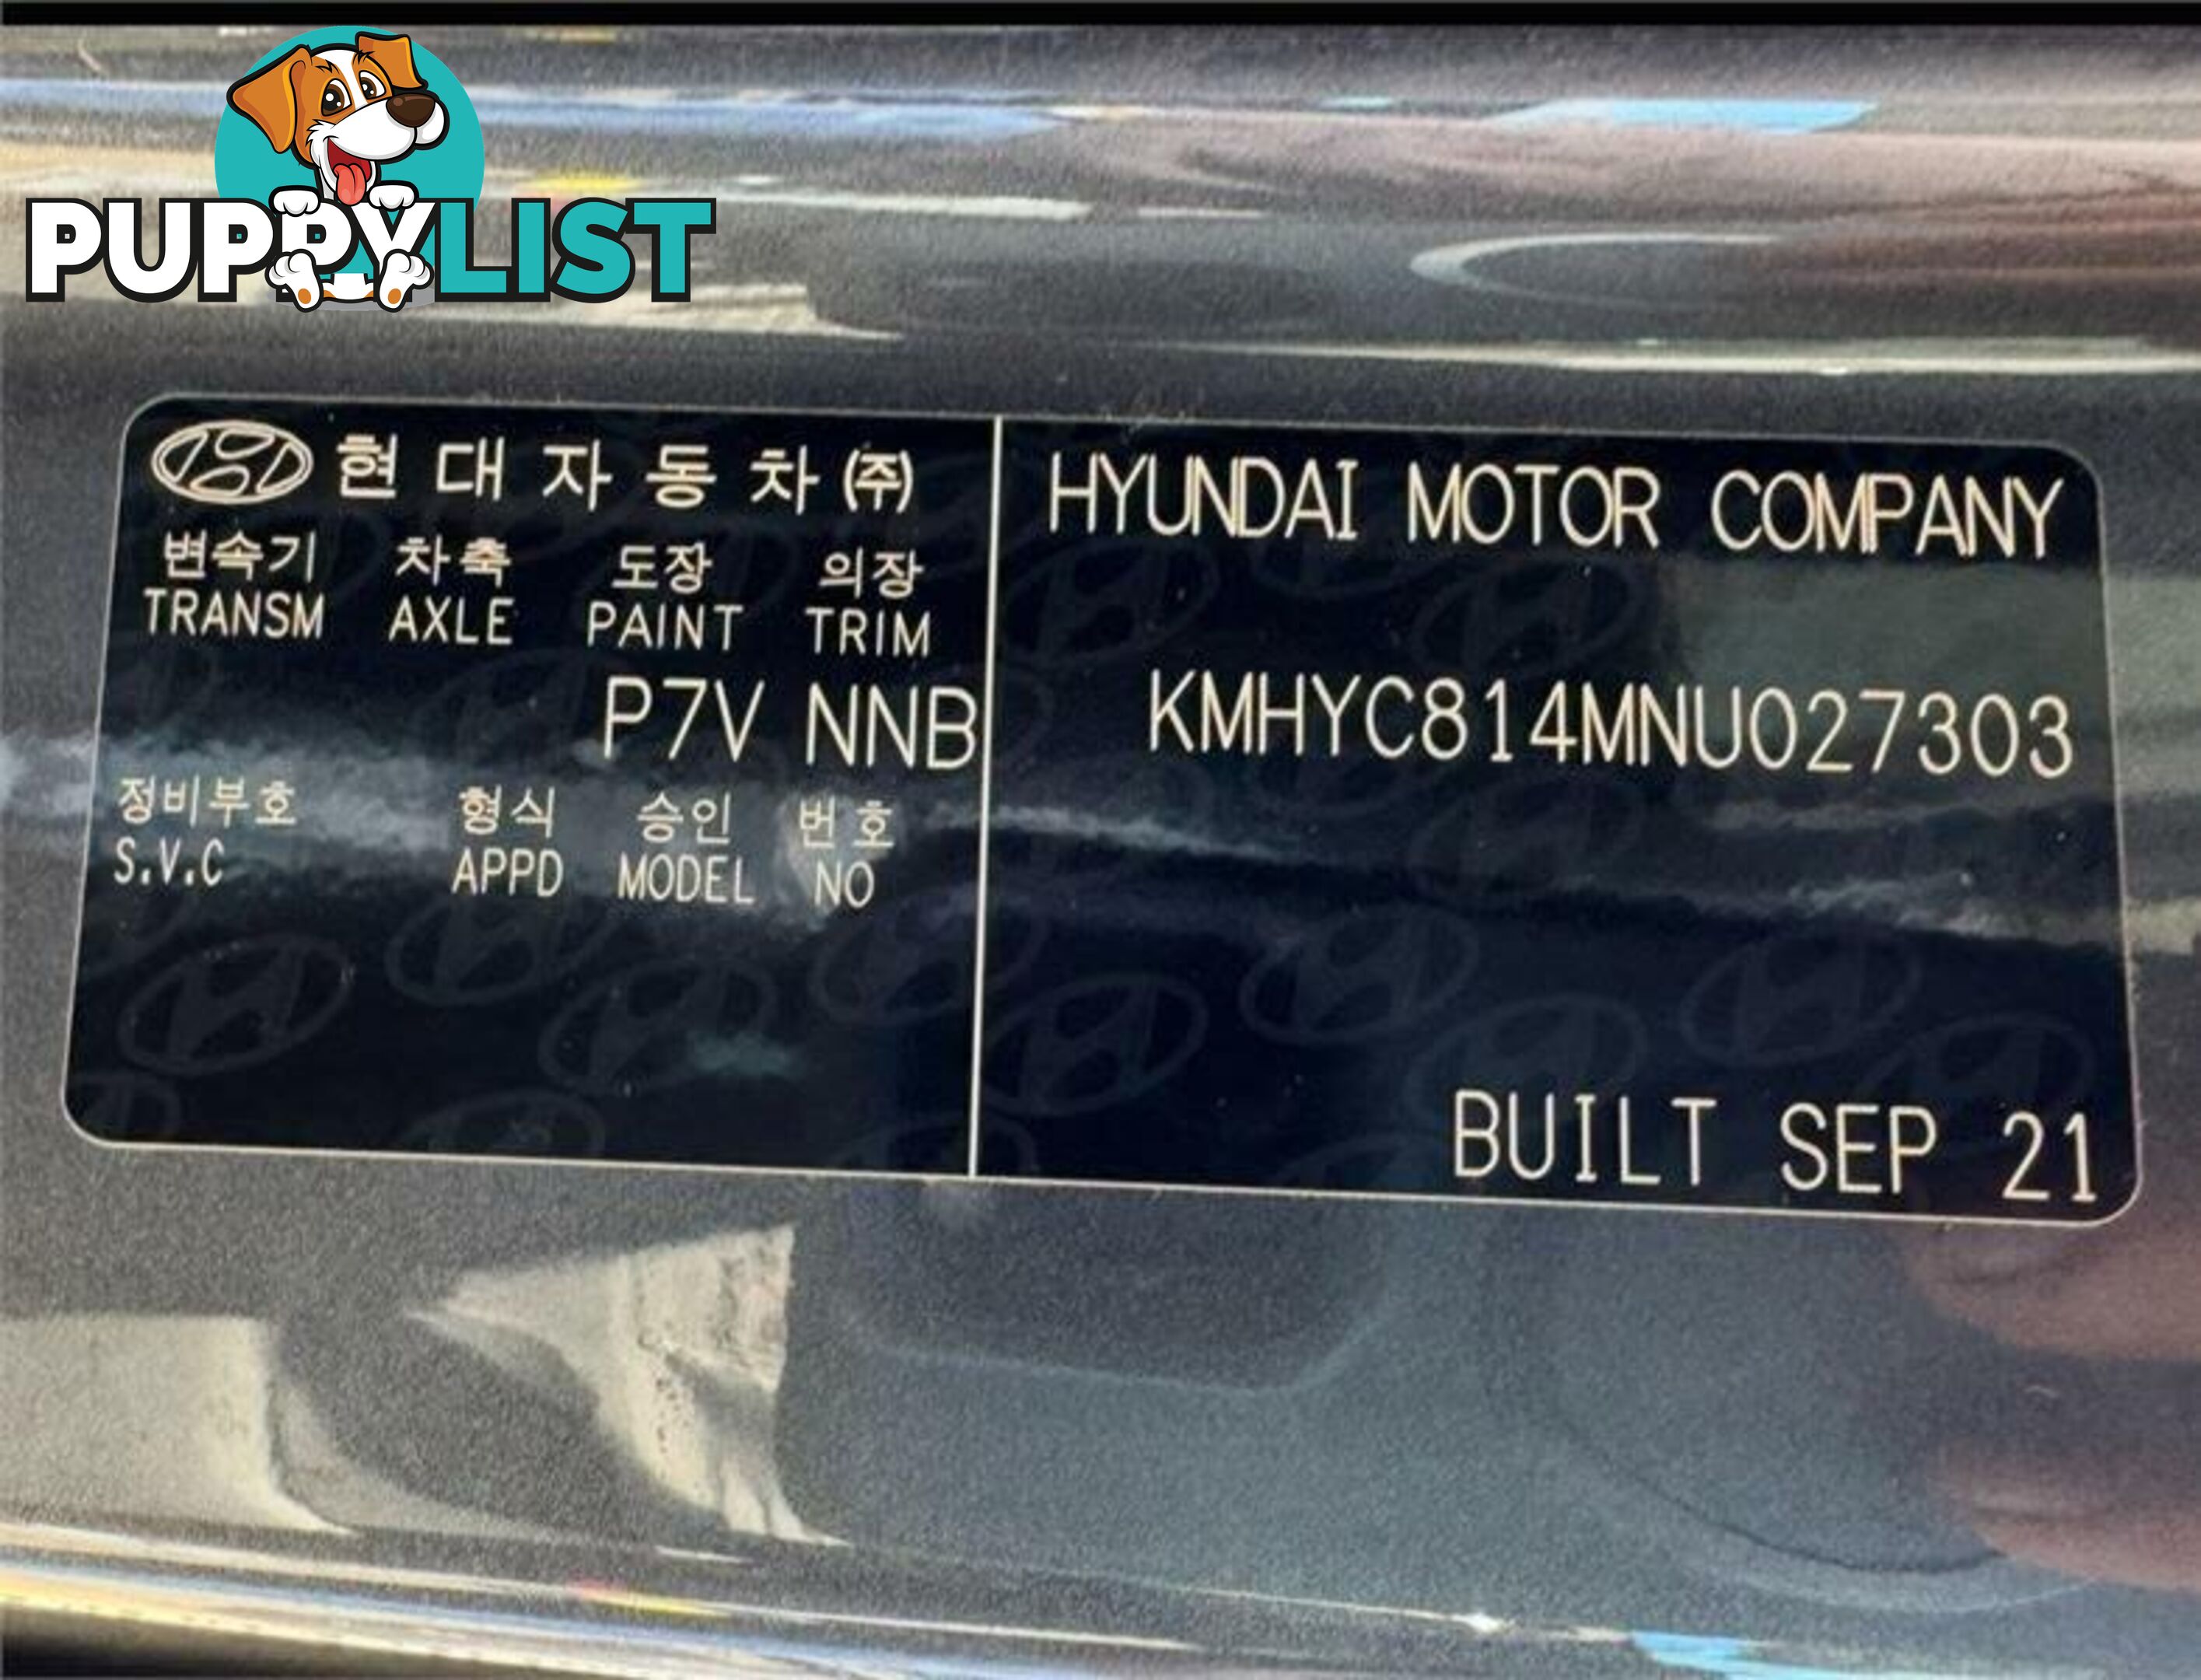 PUPPYLIST
현대자동차(주)
변속기 차축 도장 의장
TRANSM AXLE PAINT TRIM
P7V NNB
정비부호 형식 승인 번호
S.V.C APPD MODEL NO
HYUNDAI MOTOR COMPANY
KMHYC814MNU027303
BUILT SEP 21